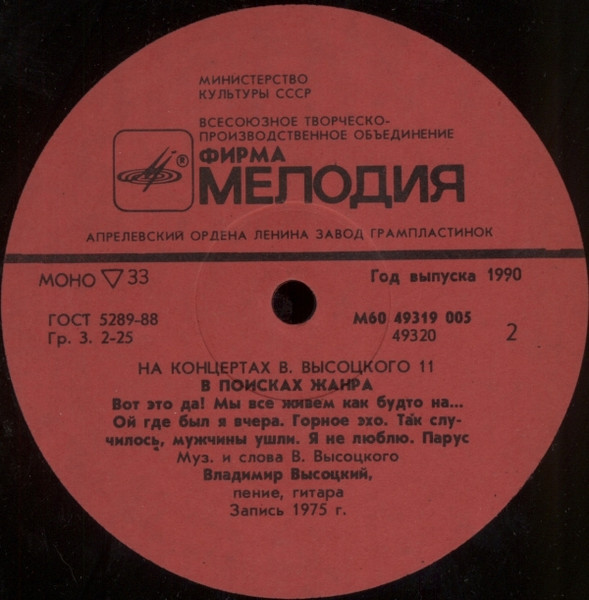 МИНИСТЕРСТВО
КУЛЬТУРЫ СССР
ВСЕСОЮЗНОЕ ТВОРЧЕСКО-
ПРОИЗВОДСТВЕННОЕ ОБЪЕДИНЕНИЕ
ФИРМА
® МЕЛОДИЯ
АПРЕЛЕВСКИЙ ОРДЕНА ЛЕНИНА ЗАВОД ГРАМПЛАСТИНОК
МОНО ▽ 33 Год выпуска 1990
ГОСТ 5289-88 М60 49319 005
Гр. 3. 2-25 49320 2
НА КОНЦЕРТАХ В. ВЫСОЦКОГО 11
В ПОИСКАХ ЖАНРА
Вот это да! Мы все живем как будто на...
Ой где был я вчера. Горное эхо. Так слу-
чилось, мужчины ушли. Я не люблю. Парус
Муз. и слова В. Высоцкого
Владимир Высоцкий,
пение, гитара
Запись 1975 г.